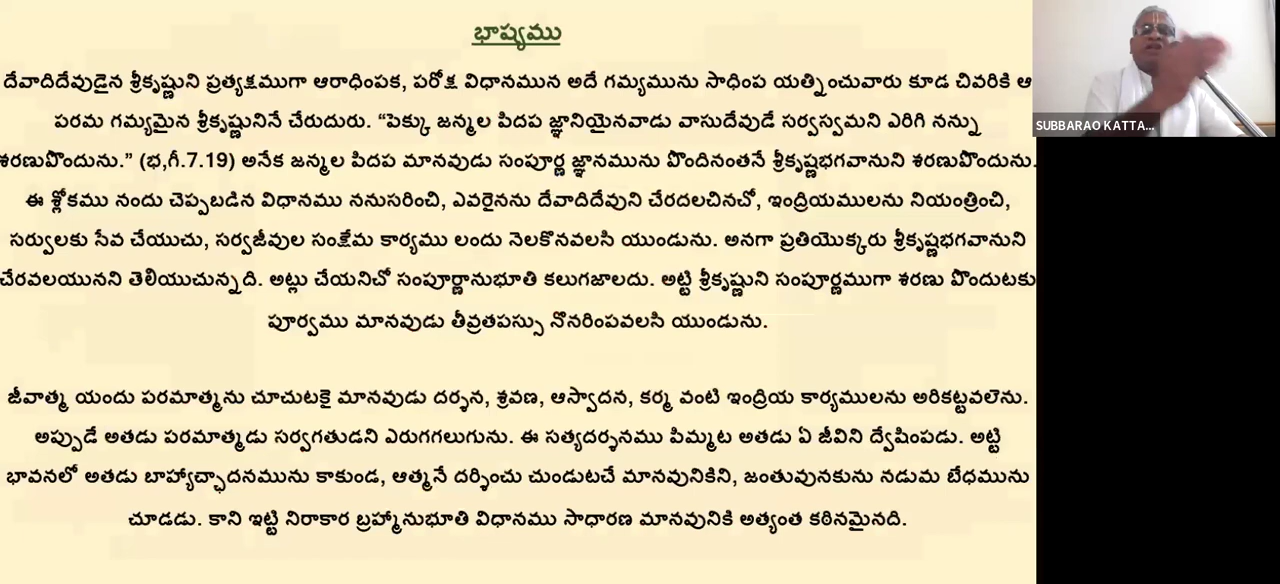 భాష్యము
దేవాదిదేవుడైన శ్రీకృష్ణుని ప్రత్యక్షముగా ఆరాధింపక, పరోక్ష విధానమున అదే గమ్యమును సాధింప యత్నించువారు కూడ చివరికి ఆ
పరమ గమ్యమైన శ్రీకృష్ణునినే చేరుదురు. “పెక్కు జన్మల పిదప జ్ఞానియైనవాడు వాసుదేవుడే సర్వస్వమని ఎరిగి నన్ను
శరణుపొందును.” (భ,గీ.7.19) అనేక జన్మల పిదప మానవుడు సంపూర్ణ జ్ఞానమును పొందినంతనే శ్రీకృష్ణభగవానుని శరణుపొందును.
ఈ శ్లోకము నందు చెప్పబడిన విధానము ననుసరించి, ఎవరైనను దేవాదిదేవుని చేరదలచినచో, ఇంద్రియములను నియంత్రించి,
సర్వులకు సేవ చేయుచు, సర్వజీవుల సంక్షేమ కార్యము లందు నెలకొనవలసి యుండును. అనగా ప్రతియొక్కరు శ్రీకృష్ణభగవానుని
చేరవలయునని తెలియుచున్నది. అట్లు చేయనిచో సంపూర్ణానుభూతి కలుగజాలదు. అట్టి శ్రీకృష్ణుని సంపూర్ణముగా శరణు పొందుటకు
పూర్వము మానవుడు తీవ్రతపస్సు నొనరింపవలసి యుండును.
జీవాత్మ యందు పరమాత్మను చూచుటకై మానవుడు దర్శన, శ్రవణ, ఆస్వాదన, కర్మ వంటి ఇంద్రియ కార్యములను అరికట్టవలెను.
అప్పుడే అతడు పరమాత్మడు సర్వగతుడని ఎరుగగలుగును. ఈ సత్యదర్శనము పిమ్మట అతడు ఏ జీవిని ద్వేషింపడు. అట్టి
భావనలో అతడు బాహ్యాచ్ఛాదనమును కాకుండ, ఆత్మనే దర్శించు చుండుటచే మానవునికిని, జంతువునకును నడుమ బేధమును
చూడడు. కాని ఇట్టి నిరాకార బ్రహ్మానుభూతి విధానము సాధారణ మానవునికి అత్యంత కఠినమైనది.
SUBBARAO KATTA...